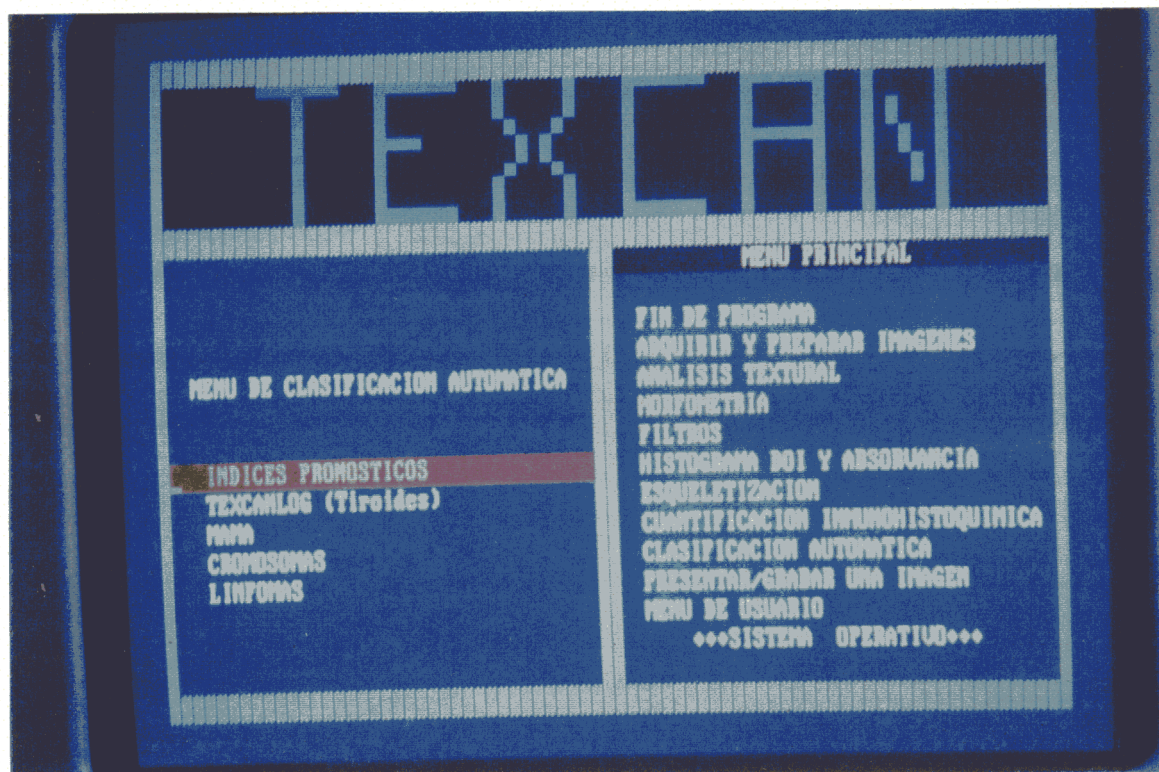 TEXCAN
MENU DE CLASIFICACION AUTOMATICA
INDICES PRONOSTICOS
TEXCANLOG (Tiroides)
MAMA
CROMOSOMAS
LINFOMAS
MENU PRINCIPAL
FIN DE PROGRAMA
ADQUIRIR Y PREPARAR IMAGENES
ANALISIS TEXTURAL
MORFOMETRIA
FILTROS
HISTOGRAMA DOI Y ABSORVANCIA
ESQUELETIZACION
CUANTIFICACION INMUNOHISTOQUIMICA
CLASIFICACION AUTOMATICA
PRESENTAR/GRABAR UNA IMAGEN
MENU DE USUARIO
♦♦♦SISTEMA OPERATIVO♦♦♦